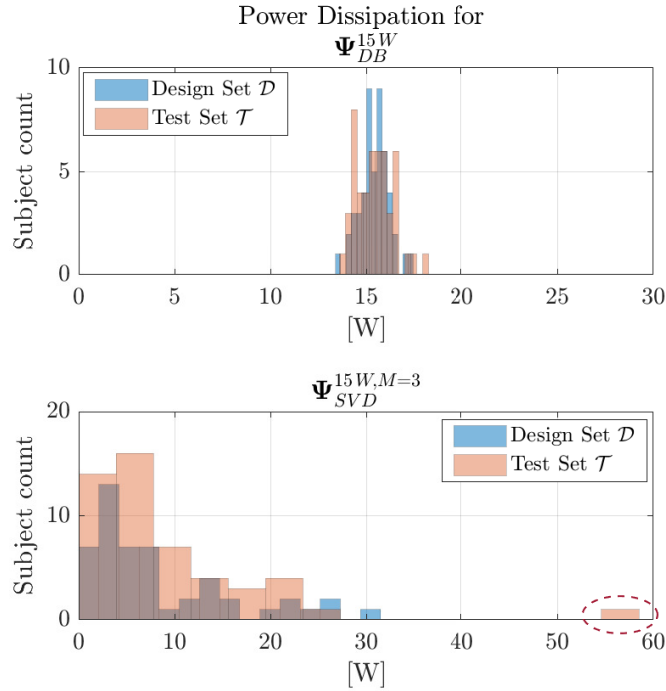 Power Dissipation for
Ψ_{DB}^{15W}
10
5
0
Subject count
Design Set 𝒟
Test Set 𝒯
0 5 10 15 20 25 30
[W]
Ψ_{SVD}^{15W,M=3}
20
10
0
Subject count
Design Set 𝒟
Test Set 𝒯
0 10 20 30 40 50 60
[W]